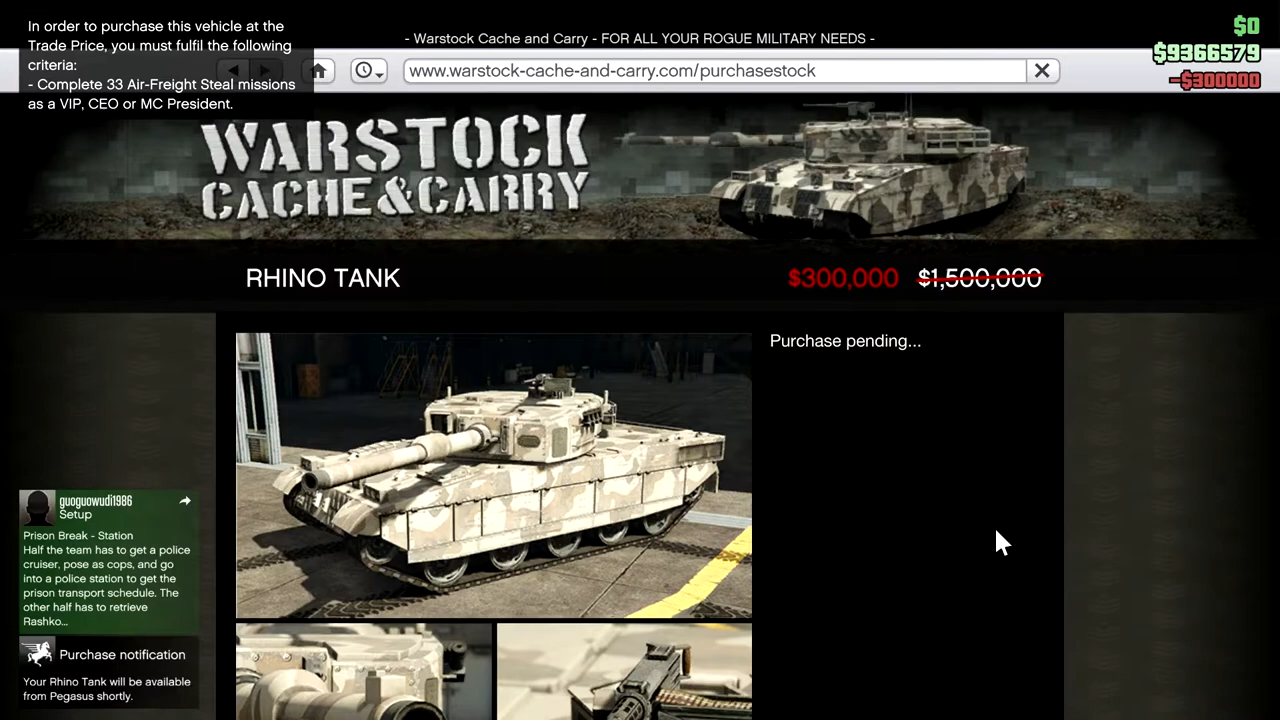 In order to purchase this vehicle at the
Trade Price, you must fulfil the following
criteria:
- Complete 33 Air-Freight Steal missions
as a VIP, CEO or MC President.
- Warstock Cache and Carry - FOR ALL YOUR ROGUE MILITARY NEEDS -
$0
$9366579
-$300000
www.warstock-cache-and-carry.com/purchasestock
WARSTOCK
CACHE&CARRY
RHINO TANK
$300,000 $1,500,000
Purchase pending...
guoguowudi1986
Setup
Prison Break - Station
Half the team has to get a police
cruiser, pose as cops, and go
into a police station to get the
prison transport schedule. The
other half has to retrieve
Rashko...
Purchase notification
Your Rhino Tank will be available
from Pegasus shortly.